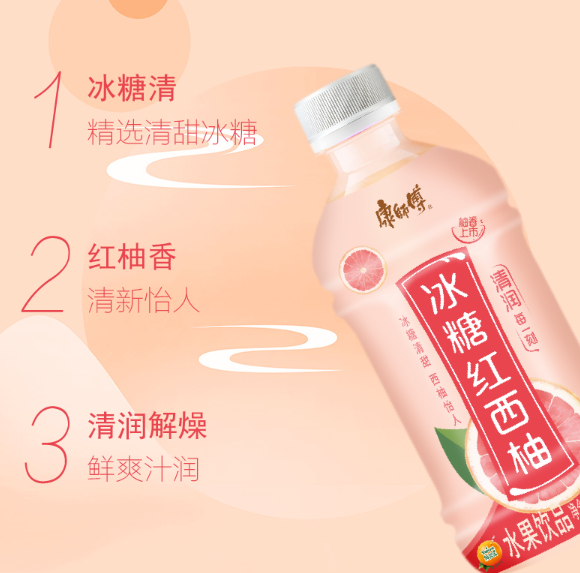 1
冰糖清
精选清甜冰糖
2
红柚香
清新怡人
3
清润解燥
鲜爽汁润
康師傅
柚香
上市
清润每一刻
冰糖红西柚
冰糖清甜 西柚怡人
水果饮品
净